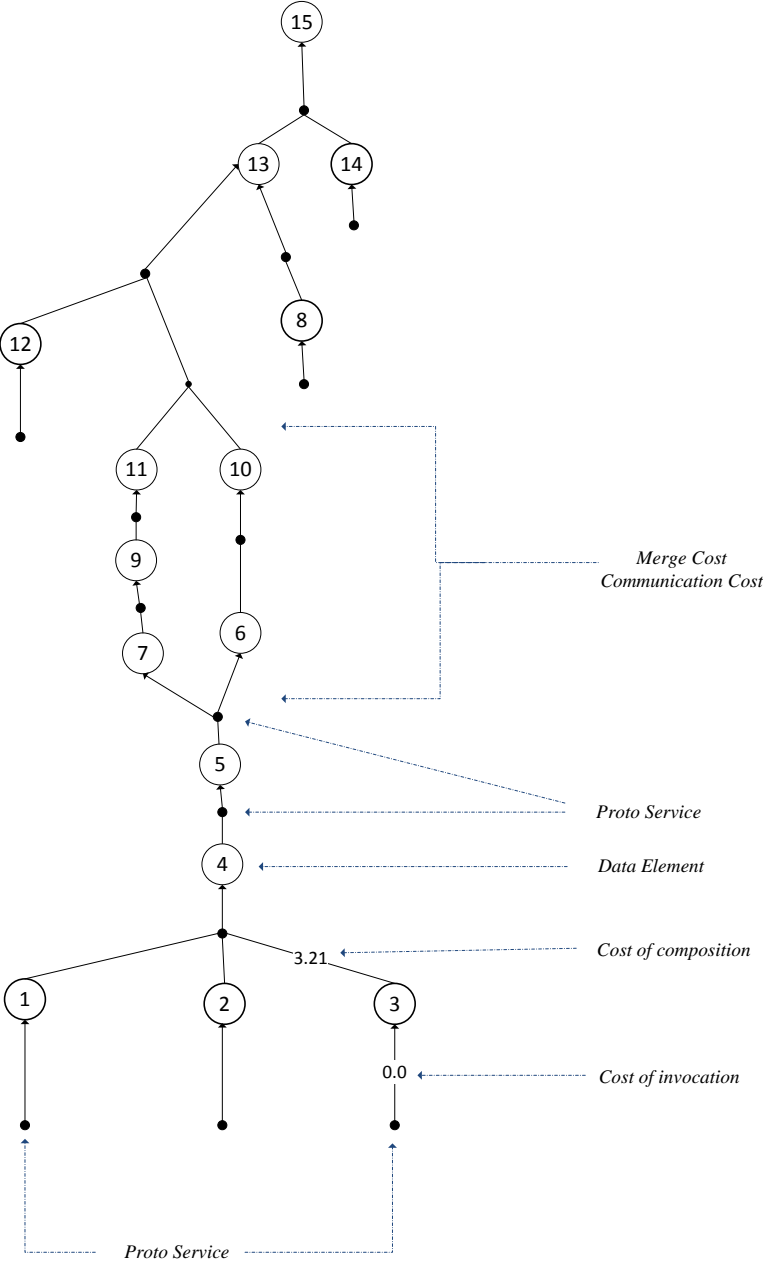 15
13
14
8
12
11
10
9
Merge Cost
Communication Cost
6
7
5
Proto Service
4
Data Element
3.21
Cost of composition
1
2
3
0.0
Cost of invocation
Proto Service